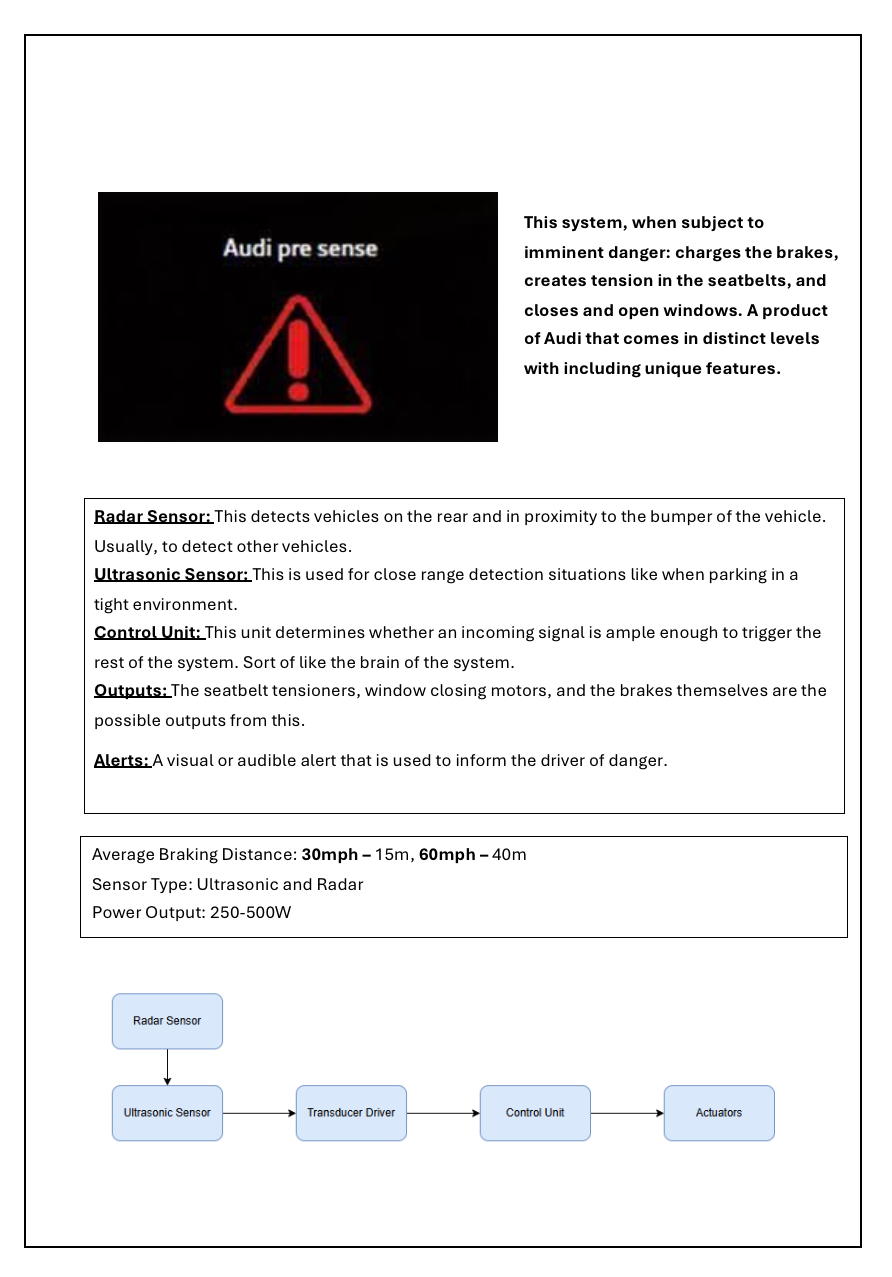 Audi pre sense
This system, when subject to
imminent danger: charges the brakes,
creates tension in the seatbelts, and
closes and open windows. A product
of Audi that comes in distinct levels
with including unique features.
Radar Sensor: This detects vehicles on the rear and in proximity to the bumper of the vehicle.
Usually, to detect other vehicles.
Ultrasonic Sensor: This is used for close range detection situations like when parking in a
tight environment.
Control Unit: This unit determines whether an incoming signal is ample enough to trigger the
rest of the system. Sort of like the brain of the system.
Outputs: The seatbelt tensioners, window closing motors, and the brakes themselves are the
possible outputs from this.
Alerts: A visual or audible alert that is used to inform the driver of danger.
Average Braking Distance: 30mph – 15m, 60mph – 40m
Sensor Type: Ultrasonic and Radar
Power Output: 250-500W
Radar Sensor
Ultrasonic Sensor
Transducer Driver
Control Unit
Actuators